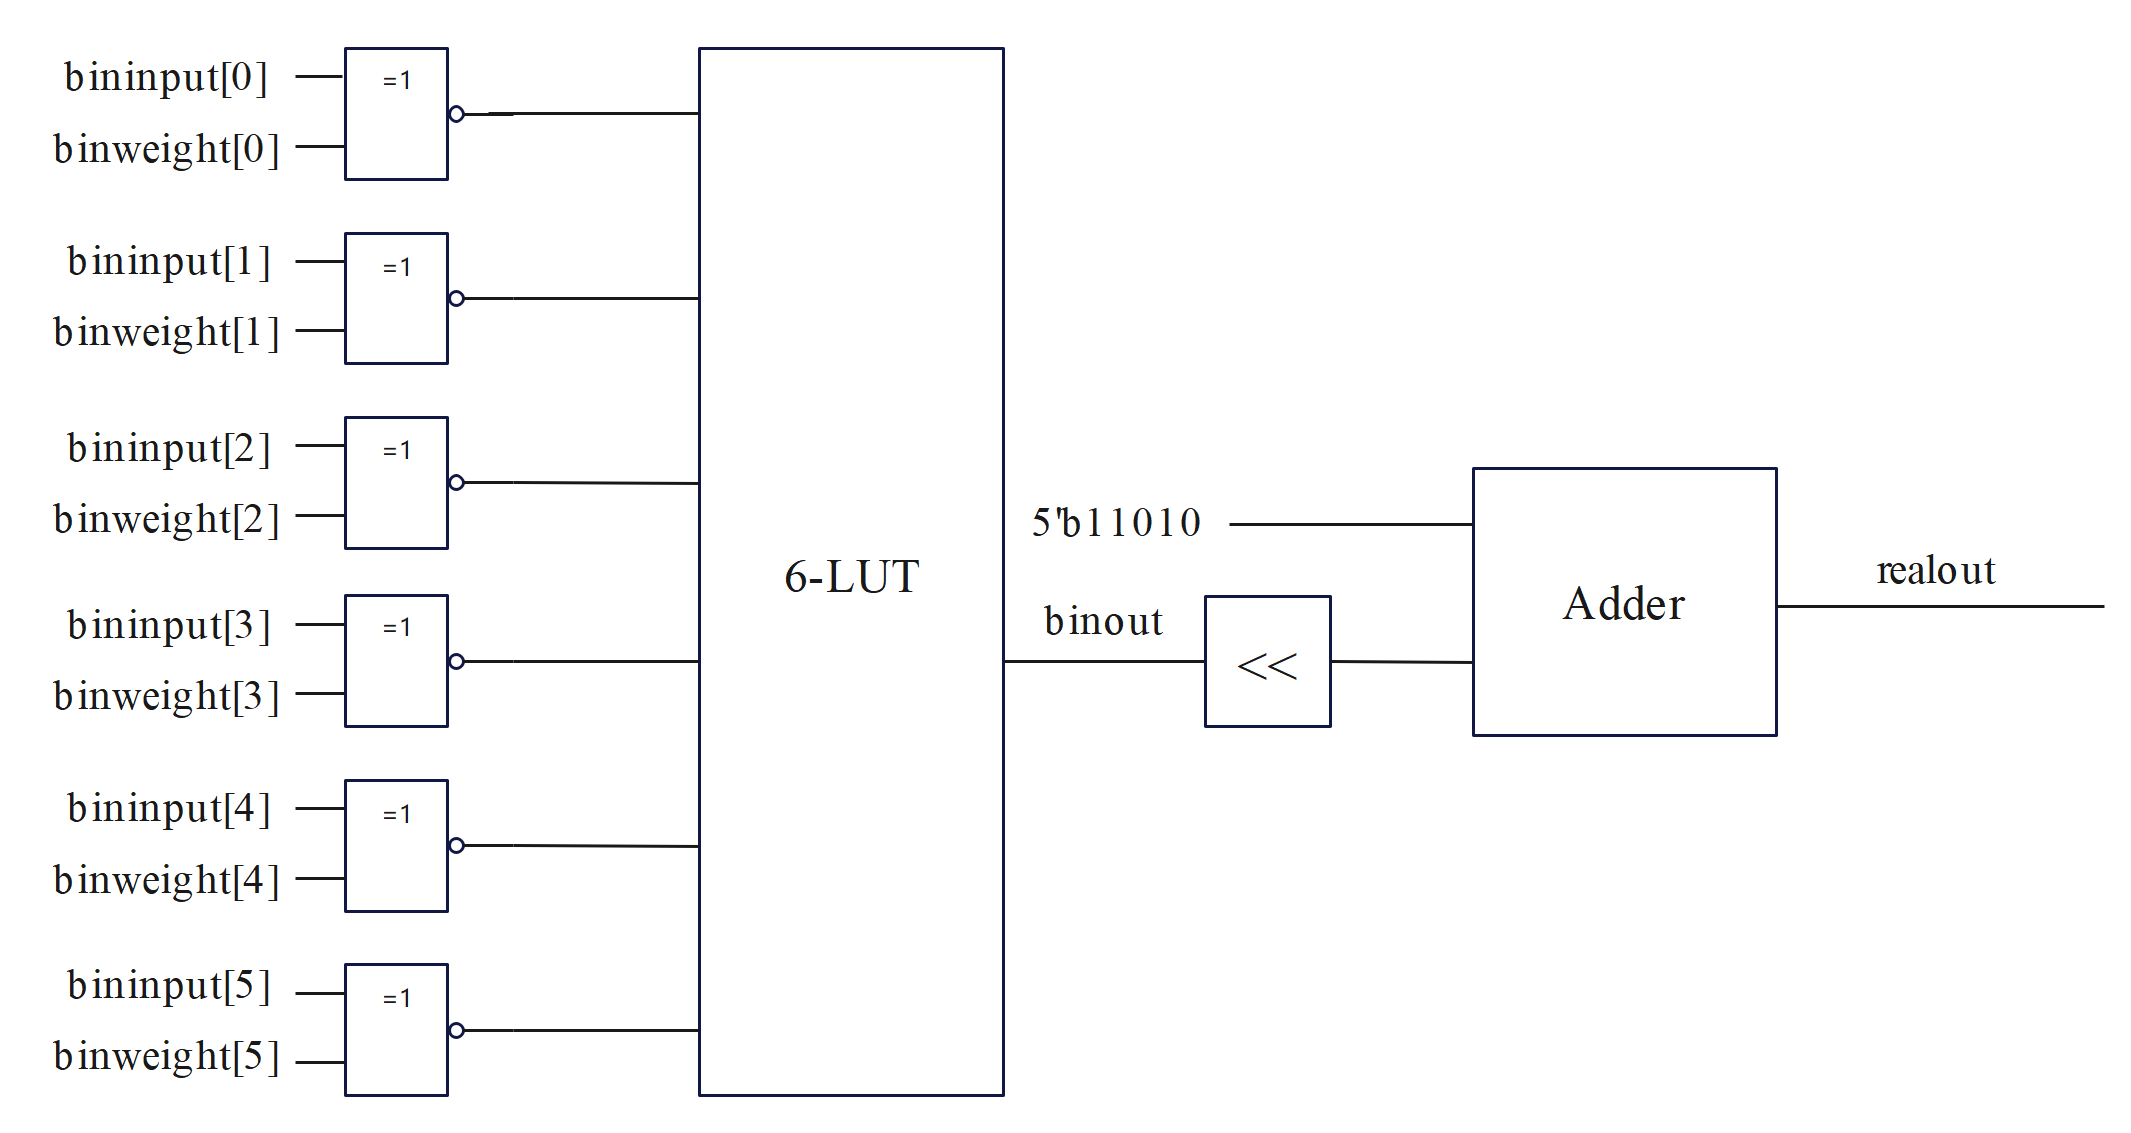 bininput[0]
=1
binweight[0]
bininput[1]
=1
binweight[1]
bininput[2]
=1
binweight[2]
bininput[3]
=1
binweight[3]
bininput[4]
=1
binweight[4]
bininput[5]
=1
binweight[5]
6-LUT
5'b11010
binout
<<
Adder
realout